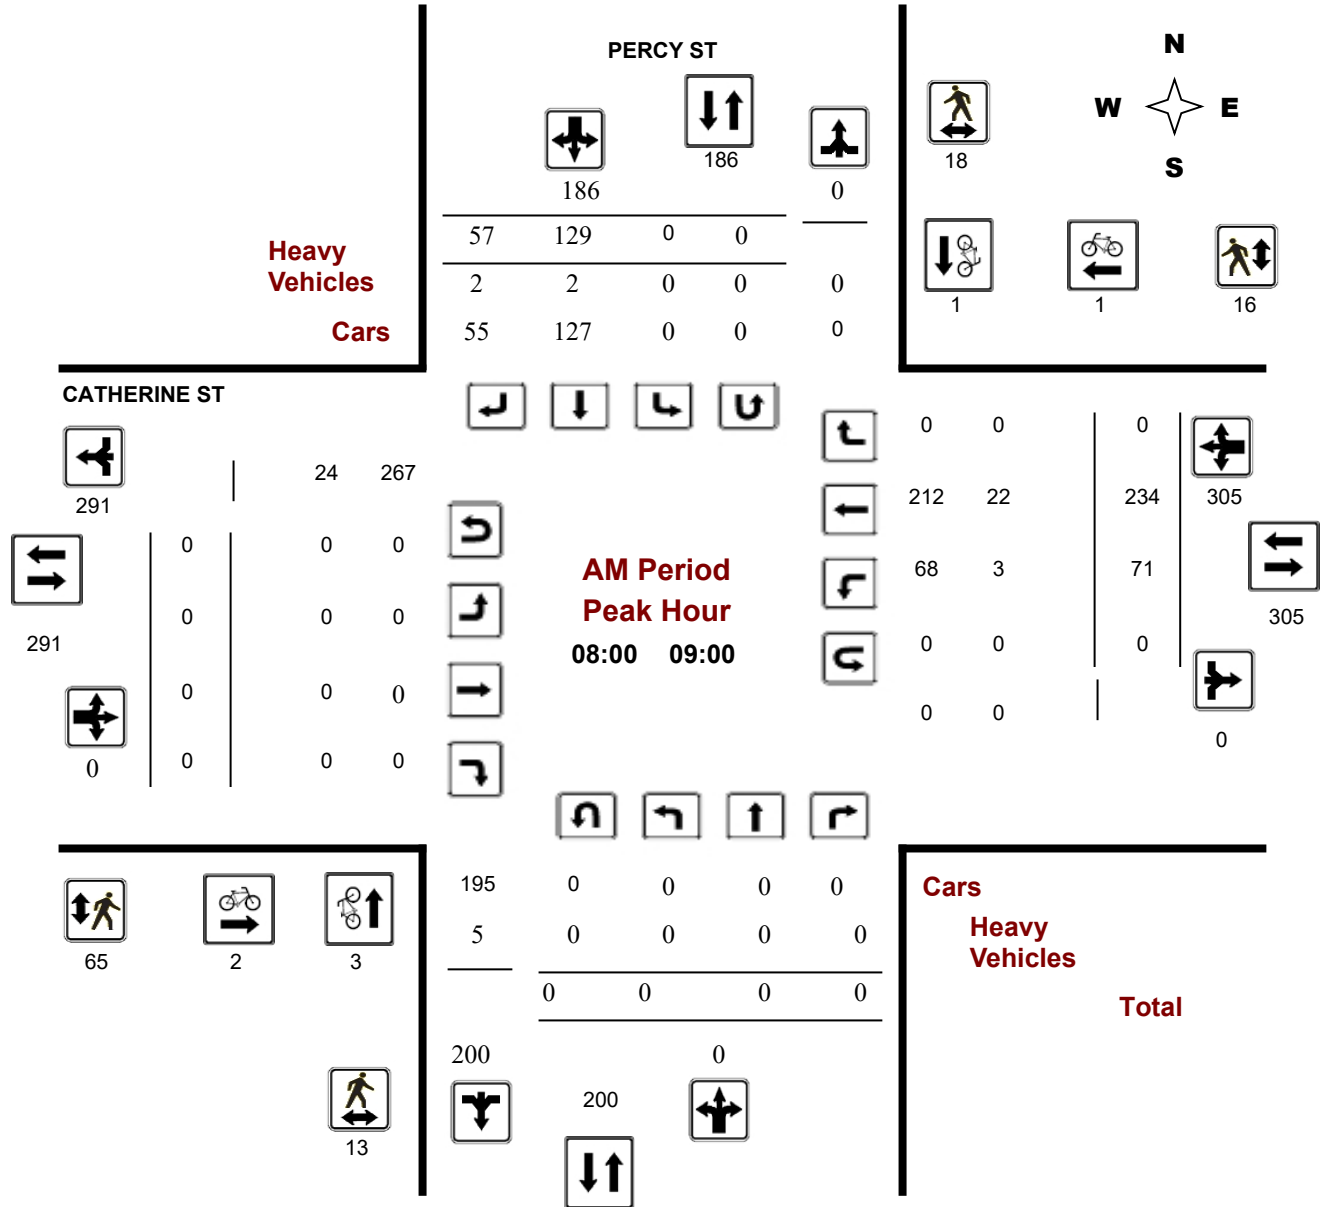 PERCY ST
N
W E
S
186
18
186 0
57 129 0 0
Heavy
Vehicles
2 2 0 0 0
1 1 16
Cars
55 127 0 0 0
CATHERINE ST
0 0 0
24 267
291
212 22 234 305
0 0 0
AM Period
68 3 71
Peak Hour
0 0 0
305
291
08:00 09:00
0 0 0
0 0 0
0 0
0
0 0 0
0
195 0 0 0 0
Cars
5 0 0 0 0
Heavy
Vehicles
65 2 3
0 0 0 0
Total
200 0
200
13